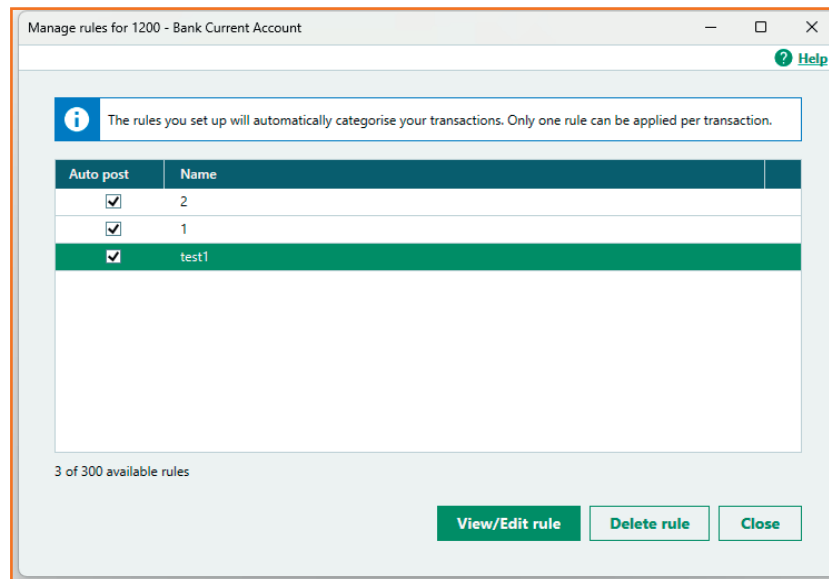 Manage rules for 1200 - Bank Current Account
Help
The rules you set up will automatically categorise your transactions. Only one rule can be applied per transaction.
Auto post Name
2
1
test1
3 of 300 available rules
View/Edit rule Delete rule Close